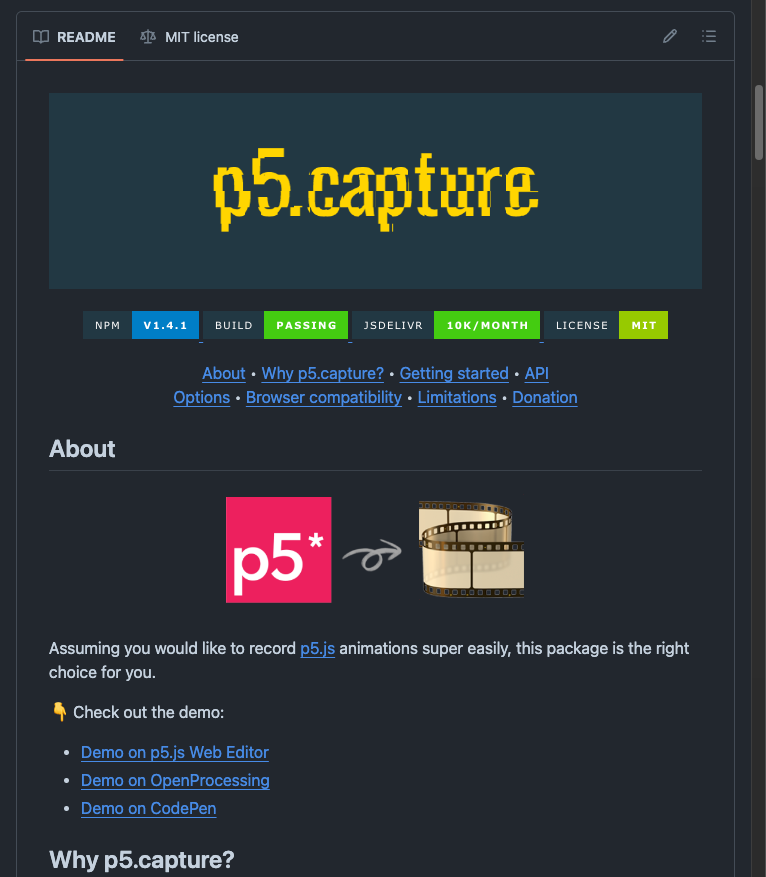 README MIT license
p5.capture
NPM V1.4.1 BUILD PASSING JSDELIVR 10K/MONTH LICENSE MIT
About • Why p5.capture? • Getting started • API
Options • Browser compatibility • Limitations • Donation
About
p5*
Assuming you would like to record p5.js animations super easily, this package is the right
choice for you.
👇 Check out the demo:
• Demo on p5.js Web Editor
• Demo on OpenProcessing
• Demo on CodePen
Why p5.capture?